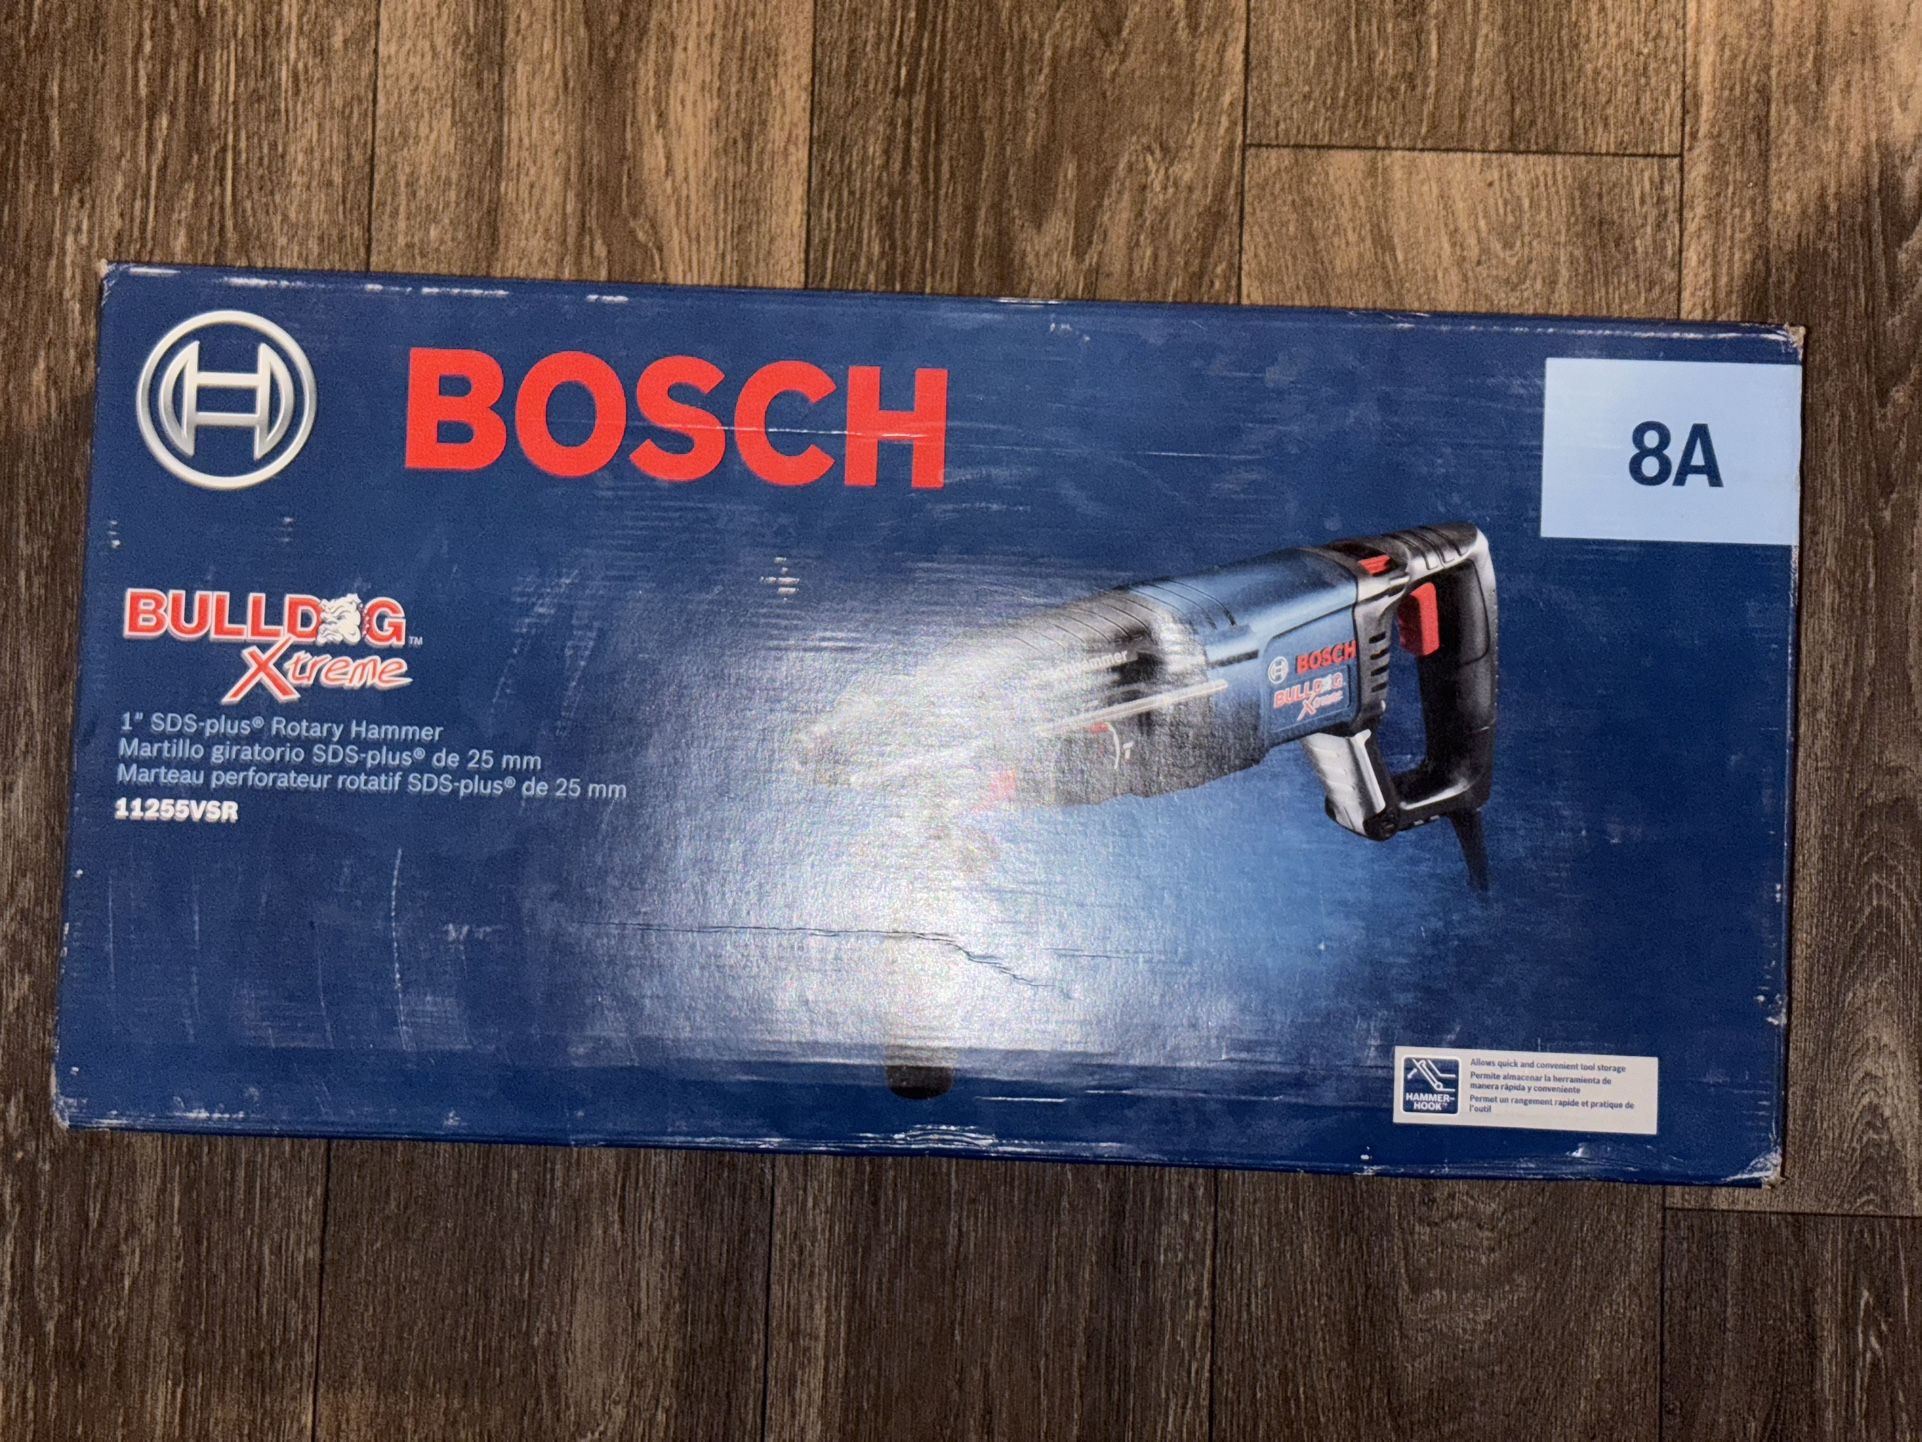 BOSCH
8A
BULLDOG™
Xtreme
1" SDS-plus® Rotary Hammer
Martillo giratorio SDS-plus® de 25 mm
Marteau perforateur rotatif SDS-plus® de 25 mm
11255VSR
BOSCH
BULLDOG
Xtreme
HAMMER-
HOOK™
Allows quick and convenient tool storage
Permite almacenar la herramienta de
manera rápida y conveniente
Permet un rangement rapide et pratique de
l'outil